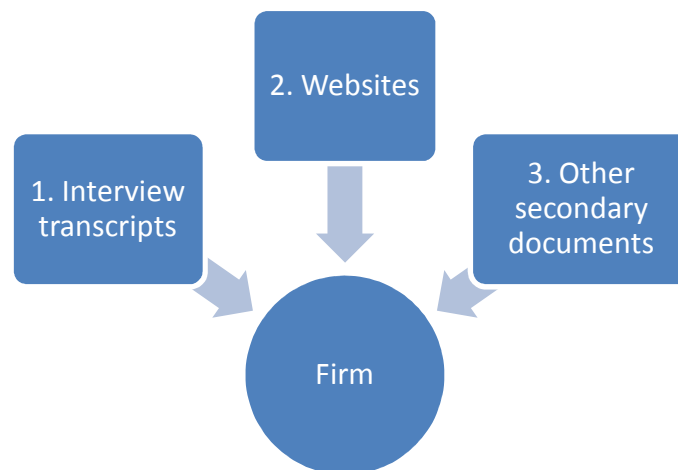 1. Interview
transcripts
2. Websites
3. Other
secondary
documents
Firm